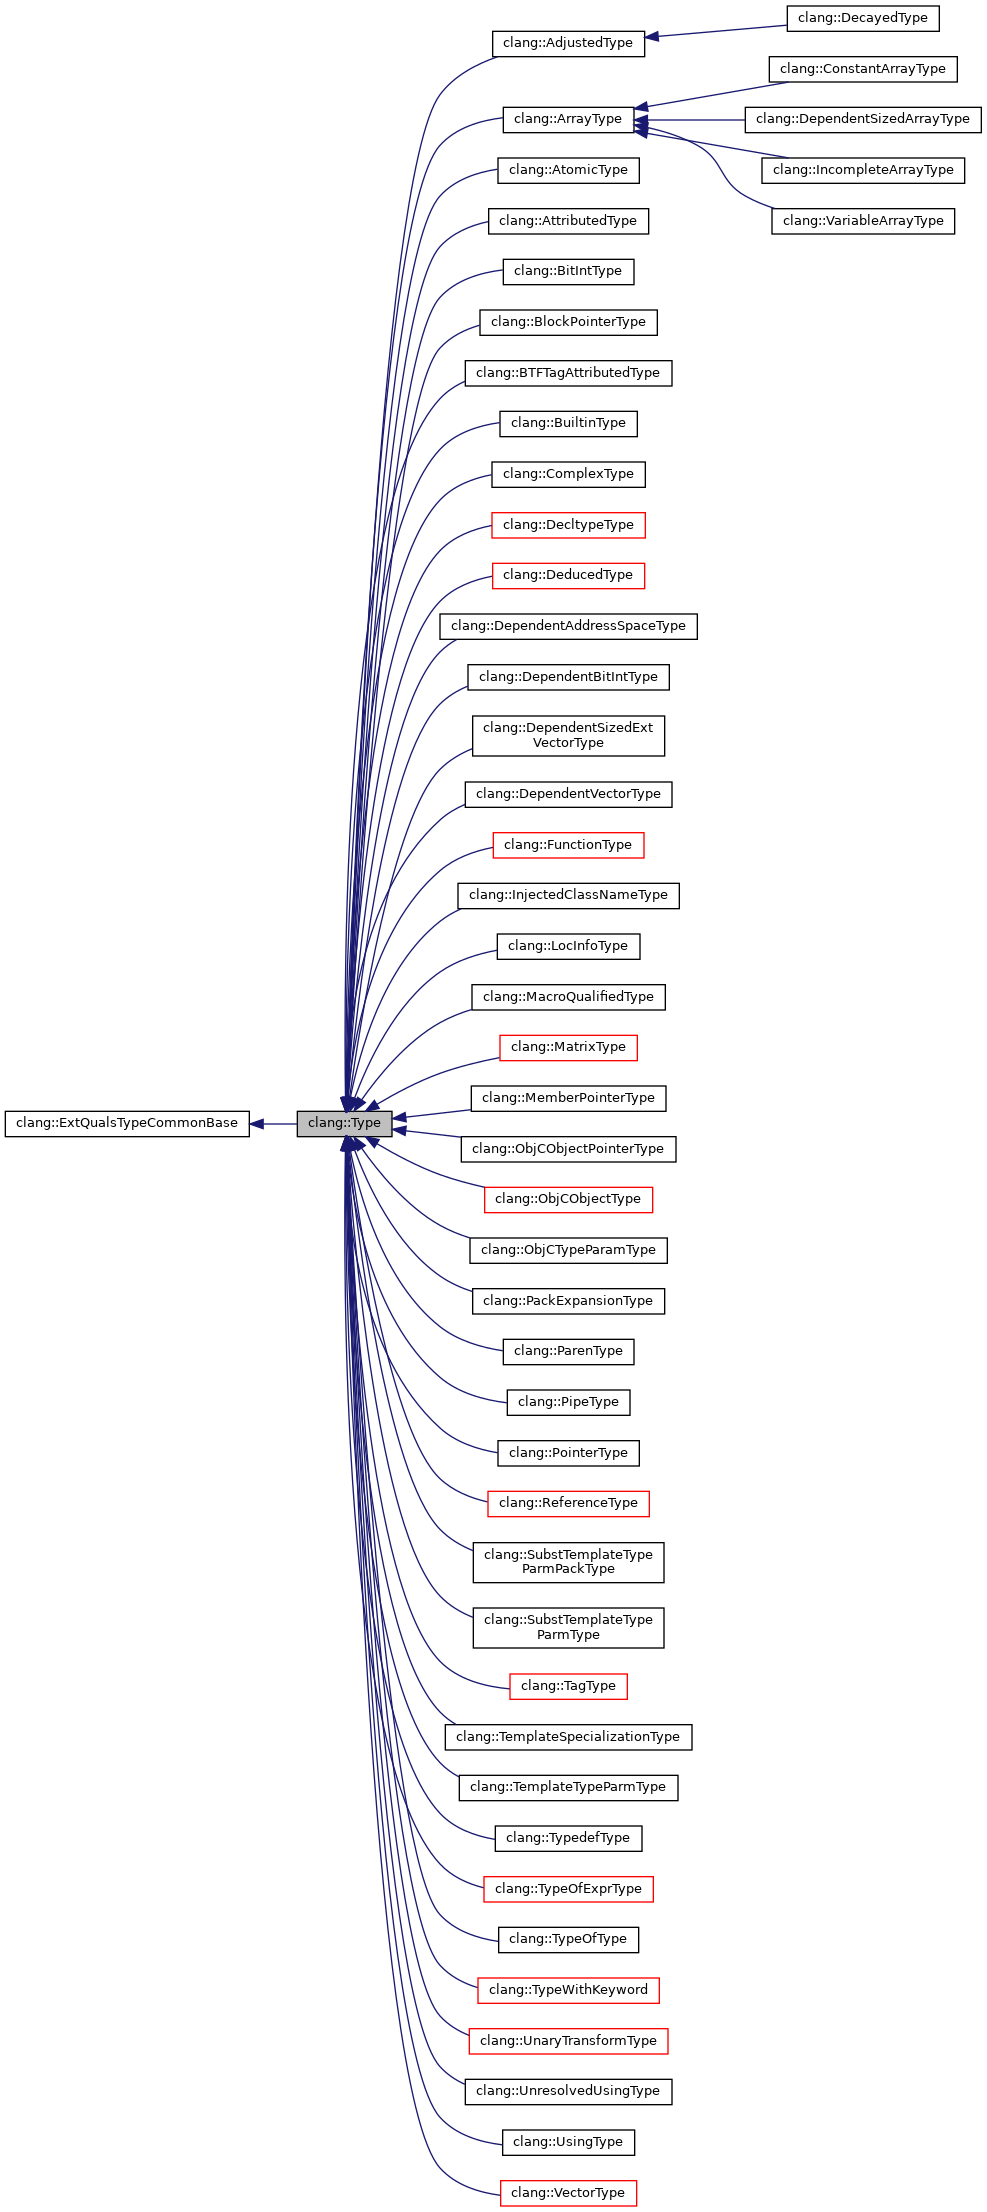 clang::ExtQualsTypeCommonBase
clang::Type
clang::AdjustedType
clang::DecayedType
clang::ArrayType
clang::ConstantArrayType
clang::DependentSizedArrayType
clang::IncompleteArrayType
clang::VariableArrayType
clang::AtomicType
clang::AttributedType
clang::BitIntType
clang::BlockPointerType
clang::BTFTagAttributedType
clang::BuiltinType
clang::ComplexType
clang::DecltypeType
clang::DeducedType
clang::DependentAddressSpaceType
clang::DependentBitIntType
clang::DependentSizedExt
VectorType
clang::DependentVectorType
clang::FunctionType
clang::InjectedClassNameType
clang::LocInfoType
clang::MacroQualifiedType
clang::MatrixType
clang::MemberPointerType
clang::ObjCObjectPointerType
clang::ObjCObjectType
clang::ObjCTypeParamType
clang::PackExpansionType
clang::ParenType
clang::PipeType
clang::PointerType
clang::ReferenceType
clang::SubstTemplateType
ParmPackType
clang::SubstTemplateType
ParmType
clang::TagType
clang::TemplateSpecializationType
clang::TemplateTypeParmType
clang::TypedefType
clang::TypeOfExprType
clang::TypeOfType
clang::TypeWithKeyword
clang::UnaryTransformType
clang::UnresolvedUsingType
clang::UsingType
clang::VectorType